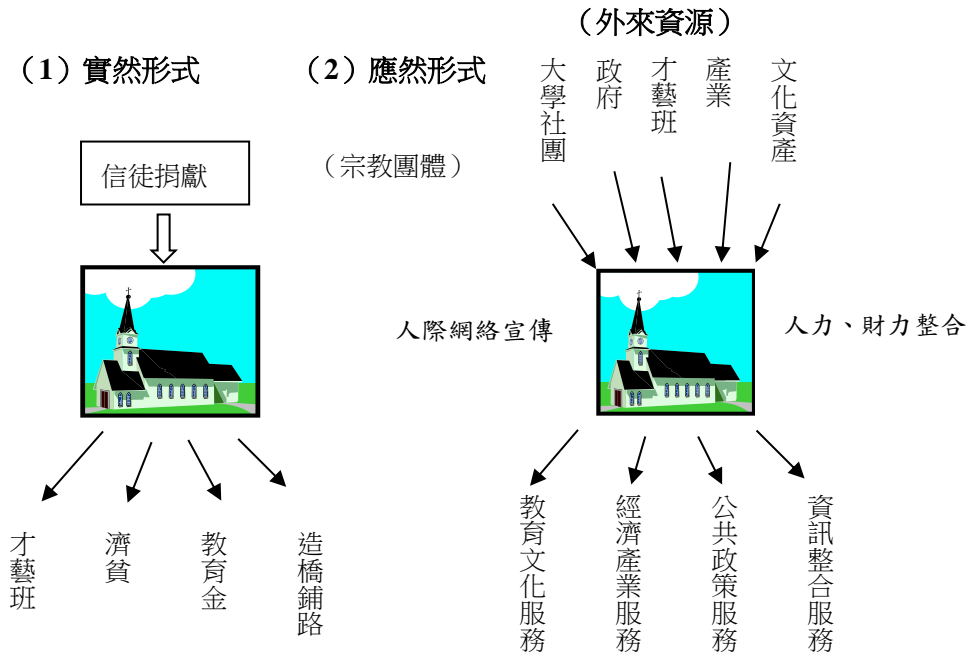 （外來資源）
（1）實然形式
（2）應然形式
大學社團
政府
才藝班
產業
文化資產
信徒捐獻
（宗教團體）
人際網絡宣傳
人力、財力整合
才藝班
濟貧
教育金
造橋鋪路
教育文化服務
經濟產業服務
公共政策服務
資訊整合服務